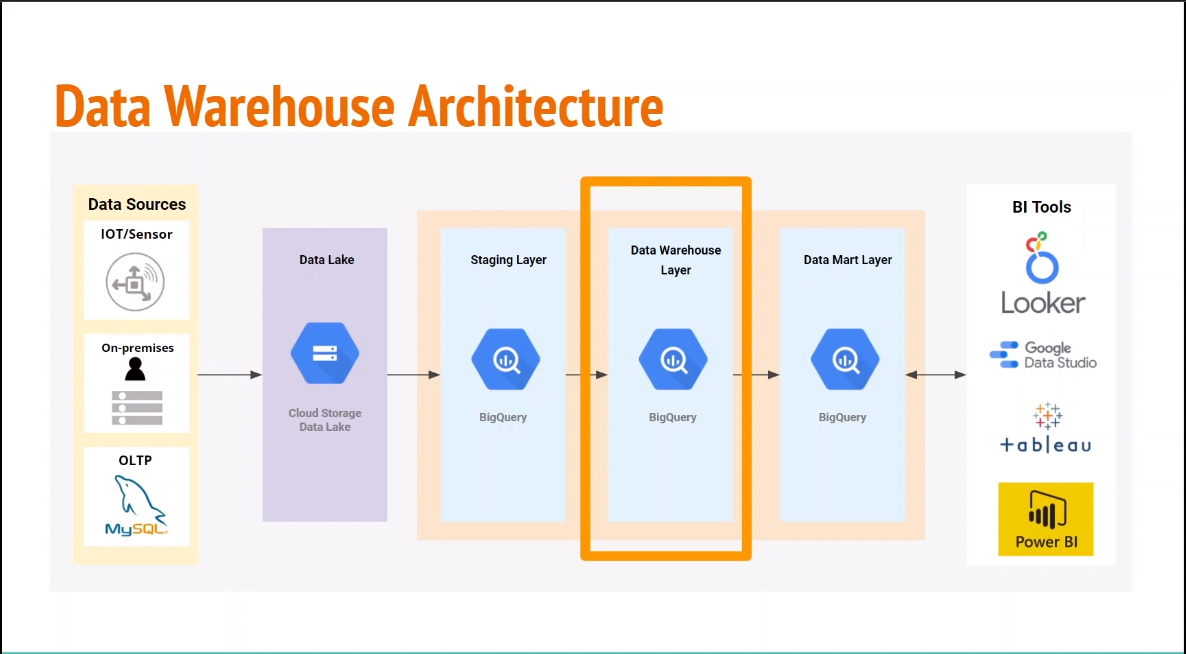 Data Warehouse Architecture
Data Sources
IOT/Sensor
On-premises
OLTP
MySQL
Data Lake
Cloud Storage
Data Lake
Staging Layer
BigQuery
Data Warehouse
Layer
BigQuery
Data Mart Layer
BigQuery
BI Tools
Looker
Google
Data Studio
+ableau
Power BI